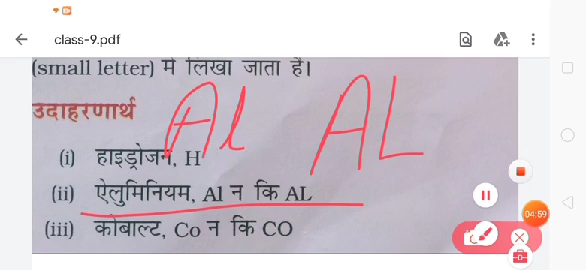 class-9.pdf
(small letter) में लिखा जाता है।
उदाहरणार्थ
Al AL
(i) हाइड्रोजन, H
(ii) ऐलुमिनियम, Al न कि AL
(iii) कोबाल्ट, Co न कि CO
04:59